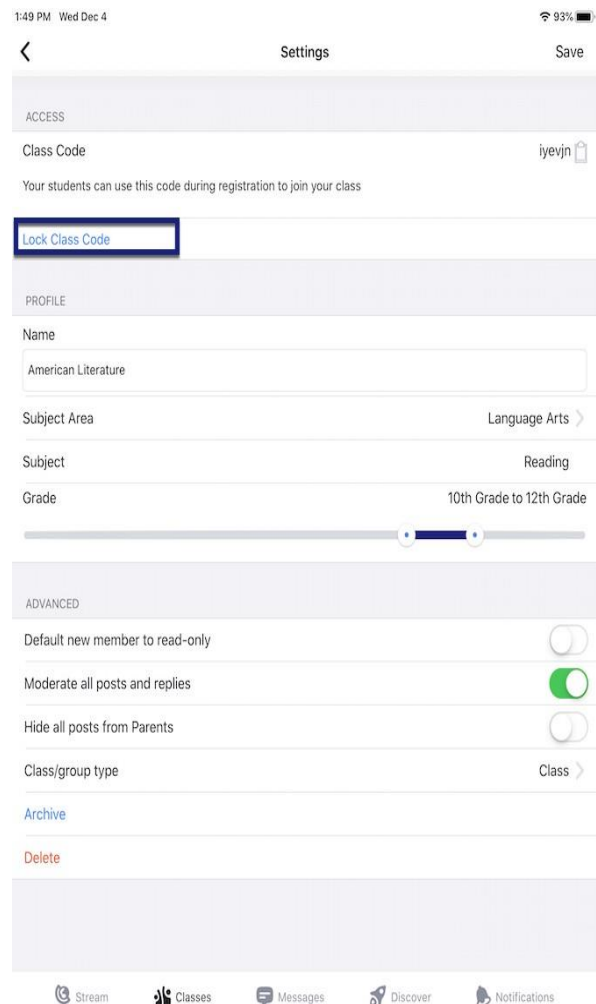 1:49 PM Wed Dec 4 93%
Settings Save
ACCESS
Class Code iyevjn
Your students can use this code during registration to join your class
Lock Class Code
PROFILE
Name
American Literature
Subject Area Language Arts
Subject Reading
Grade 10th Grade to 12th Grade
ADVANCED
Default new member to read-only
Moderate all posts and replies
Hide all posts from Parents
Class/group type Class
Archive
Delete
Stream Classes Messages Discover Notifications